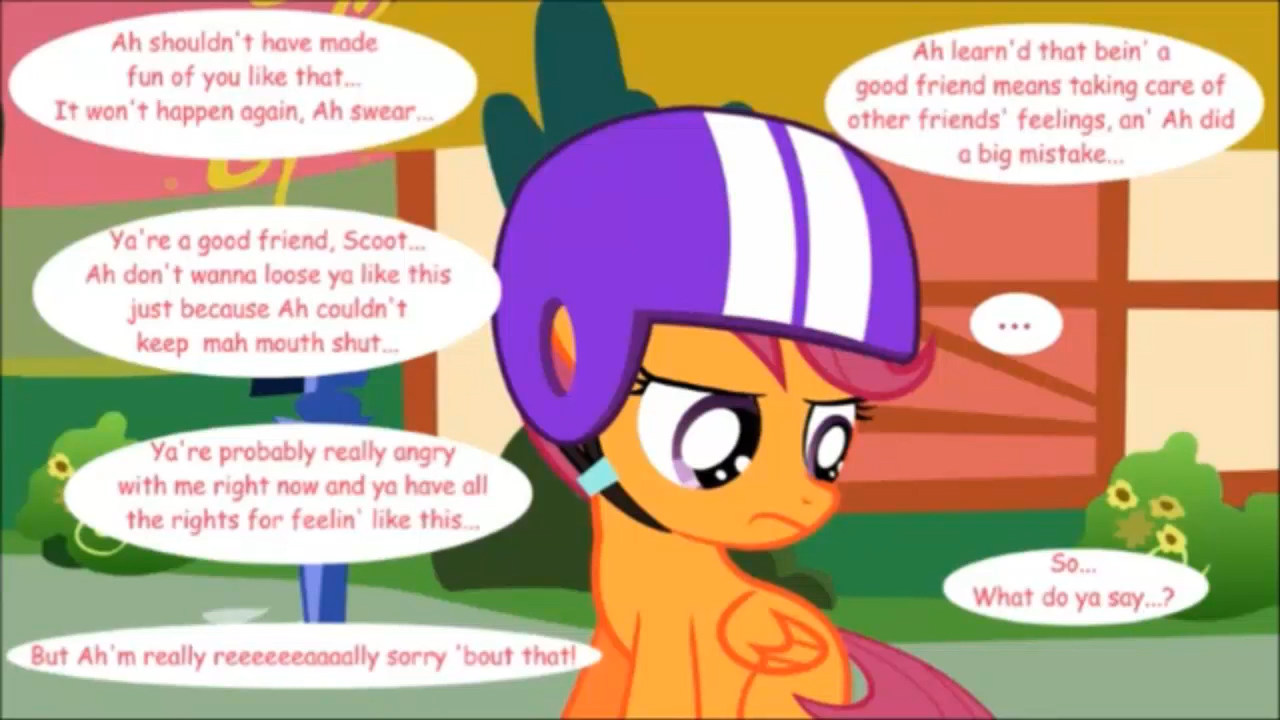 Ah shouldn't have made
fun of you like that...
It won't happen again, Ah swear...
Ya're a good friend, Scoot...
Ah don't wanna loose ya like this
just because Ah couldn't
keep mah mouth shut...
Ya're probably really angry
with me right now and ya have all
the rights for feelin' like this...
But Ah'm really reeeeeeaaaally sorry 'bout that!
Ah learn'd that bein' a
good friend means taking care of
other friends' feelings, an' Ah did
a big mistake...
...
So...
What do ya say...?